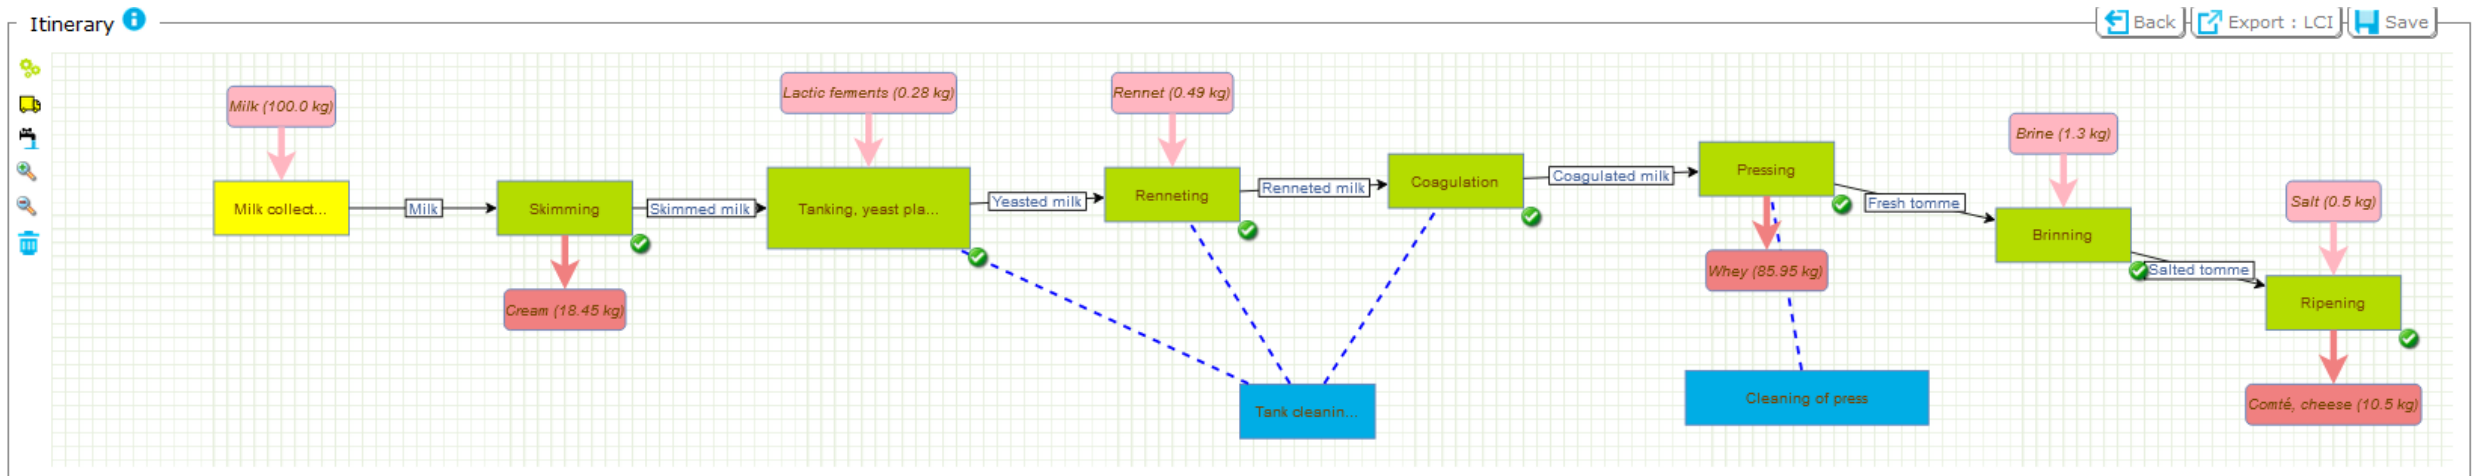 Itinerary
Back
Export : LCI
Save
Milk (100.0 kg)
Lactic ferments (0.28 kg)
Rennet (0.49 kg)
Brine (1.3 kg)
Salt (0.5 kg)
Milk collect...
Milk
Skimming
Skimmed milk
Tanking, yeast pla...
Yeasted milk
Renneting
Renneted milk
Coagulation
Coagulated milk
Pressing
Fresh tomme
Brinning
Salted tomme
Ripening
Cream (18.45 kg)
Whey (85.95 kg)
Tank cleanin...
Cleaning of press
Comté, cheese (10.5 kg)